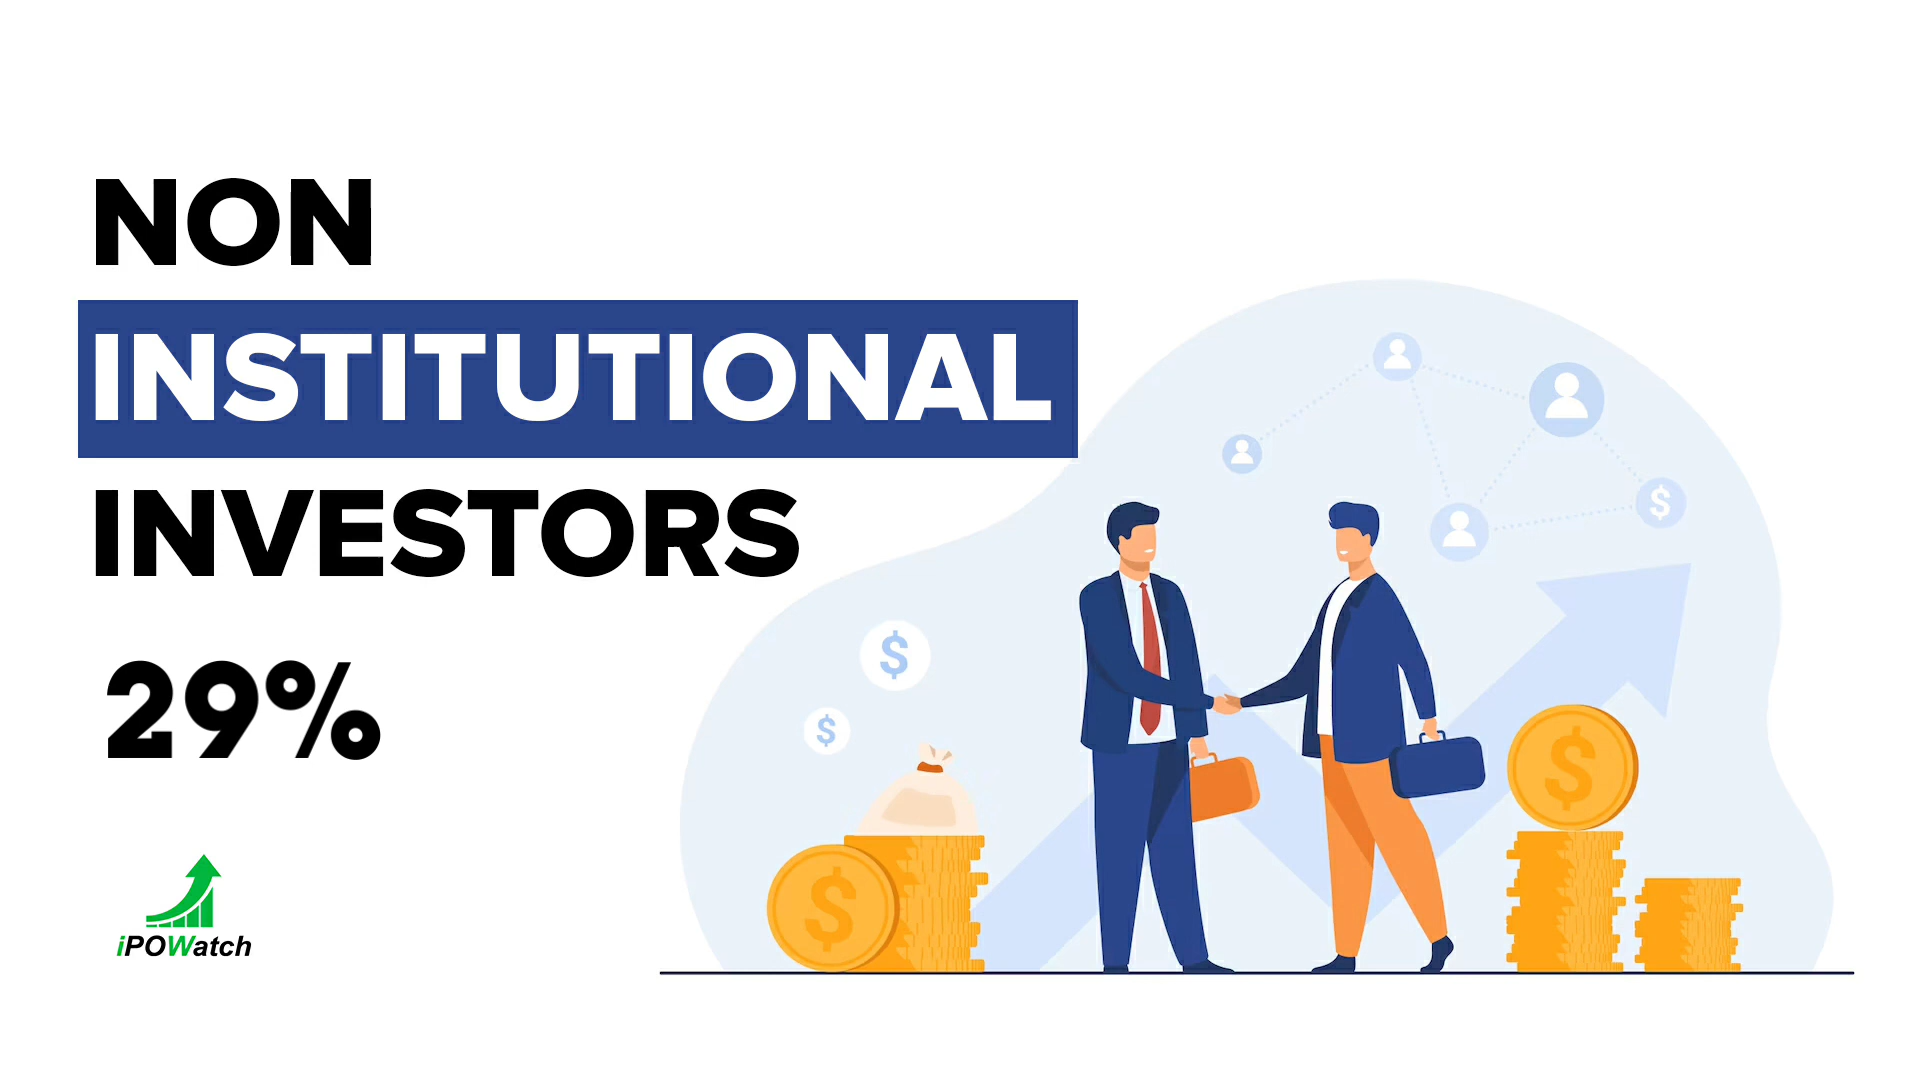 NON
INSTITUTIONAL
INVESTORS
29%
iPOWatch
$
$
$
$
$